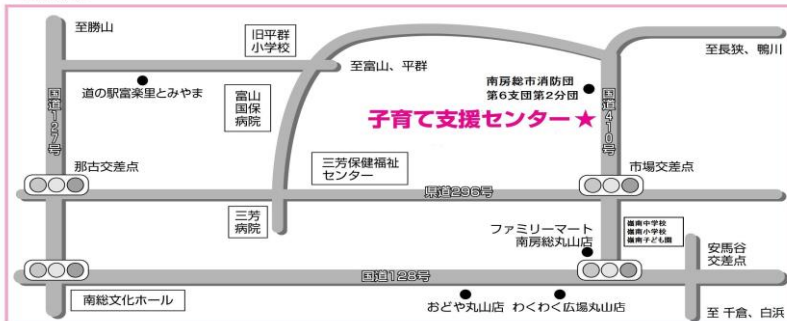 至勝山
旧平群
小学校
至富山、平群
至長狭、鴨川
道の駅富楽里とみやま
富山
国保
病院
南房総市消防団
第6支団第2分団
子育て支援センター★
国道127号
国道410号
那古交差点
三芳保健福祉
センター
市場交差点
県道296号
三芳
病院
ファミリーマート
南房総丸山店
嶺南中学校
嶺南小学校
嶺南子ども園
安馬谷
交差点
国道128号
南総文化ホール
おどや丸山店
わくわく広場丸山店
至 千倉、白浜